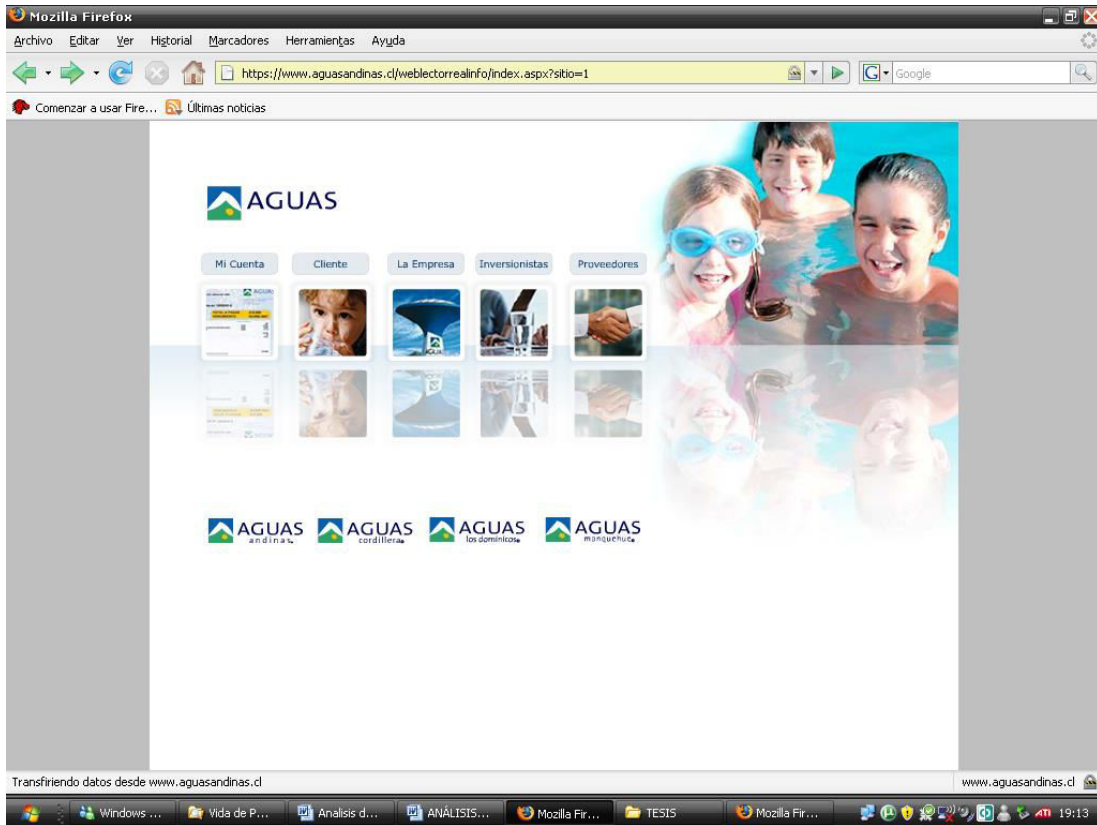 Mozilla Firefox
Archivo Editar Ver Historial Marcadores Herramientas Ayuda
https://www.aguasandinas.cl/weblectorrealinfo/index.aspx?sitio=1
G Google
Comenzar a usar Fire... Últimas noticias
AGUAS
Mi Cuenta Cliente La Empresa Inversionistas Proveedores
AGUAS andinas
AGUAS cordillera
AGUAS los dominicos
AGUAS manquehue
Transfiriendo datos desde www.aguasandinas.cl
www.aguasandinas.cl
Windows ... Vida de P... Analisis d... ANÁLISIS... Mozilla Fir... TESIS Mozilla Fir... ATI 19:13